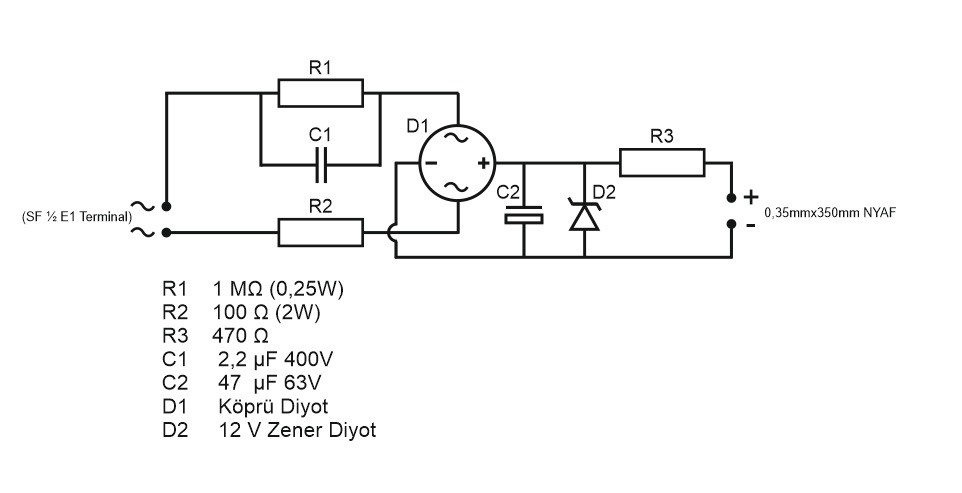 R1
C1
D1
~
− +
~
R3
C2
D2
R2
(SF ½ E1 Terminal)
~
~
+
-
0,35mmx350mm NYAF
R1 1 MΩ (0,25W)
R2 100 Ω (2W)
R3 470 Ω
C1 2,2 µF 400V
C2 47 µF 63V
D1 Köprü Diyot
D2 12 V Zener Diyot